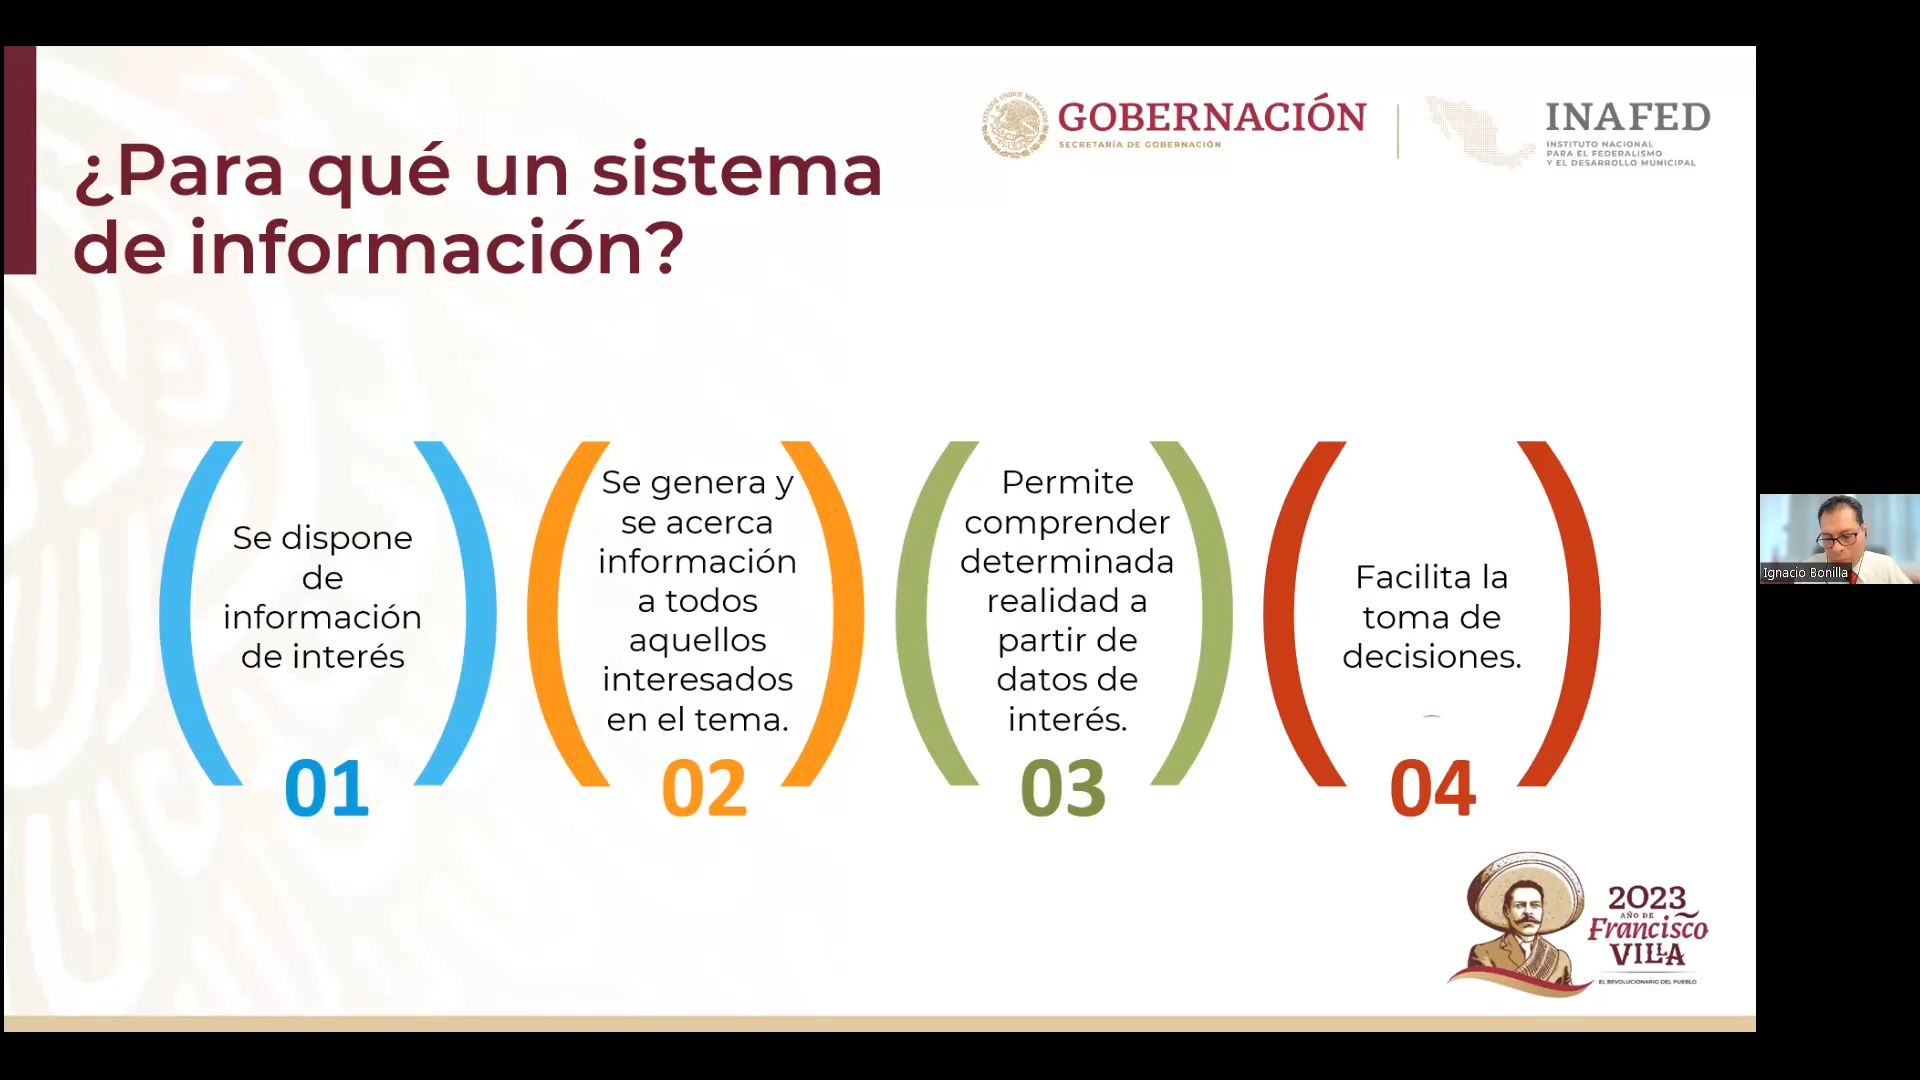 ¿Para qué un sistema
de información?
ESTADOS UNIDOS MEXICANOS
GOBERNACIÓN
SECRETARÍA DE GOBERNACIÓN
INAFED
INSTITUTO NACIONAL
PARA EL FEDERALISMO
Y EL DESARROLLO MUNICIPAL
Se dispone
de
información
de interés
01
Se genera y
se acerca
información
a todos
aquellos
interesados
en el tema.
02
Permite
comprender
determinada
realidad a
partir de
datos de
interés.
03
Facilita la
toma de
decisiones.
04
Ignacio Bonilla
2023
AÑO DE
Francisco
VILLA
EL REVOLUCIONARIO DEL PUEBLO